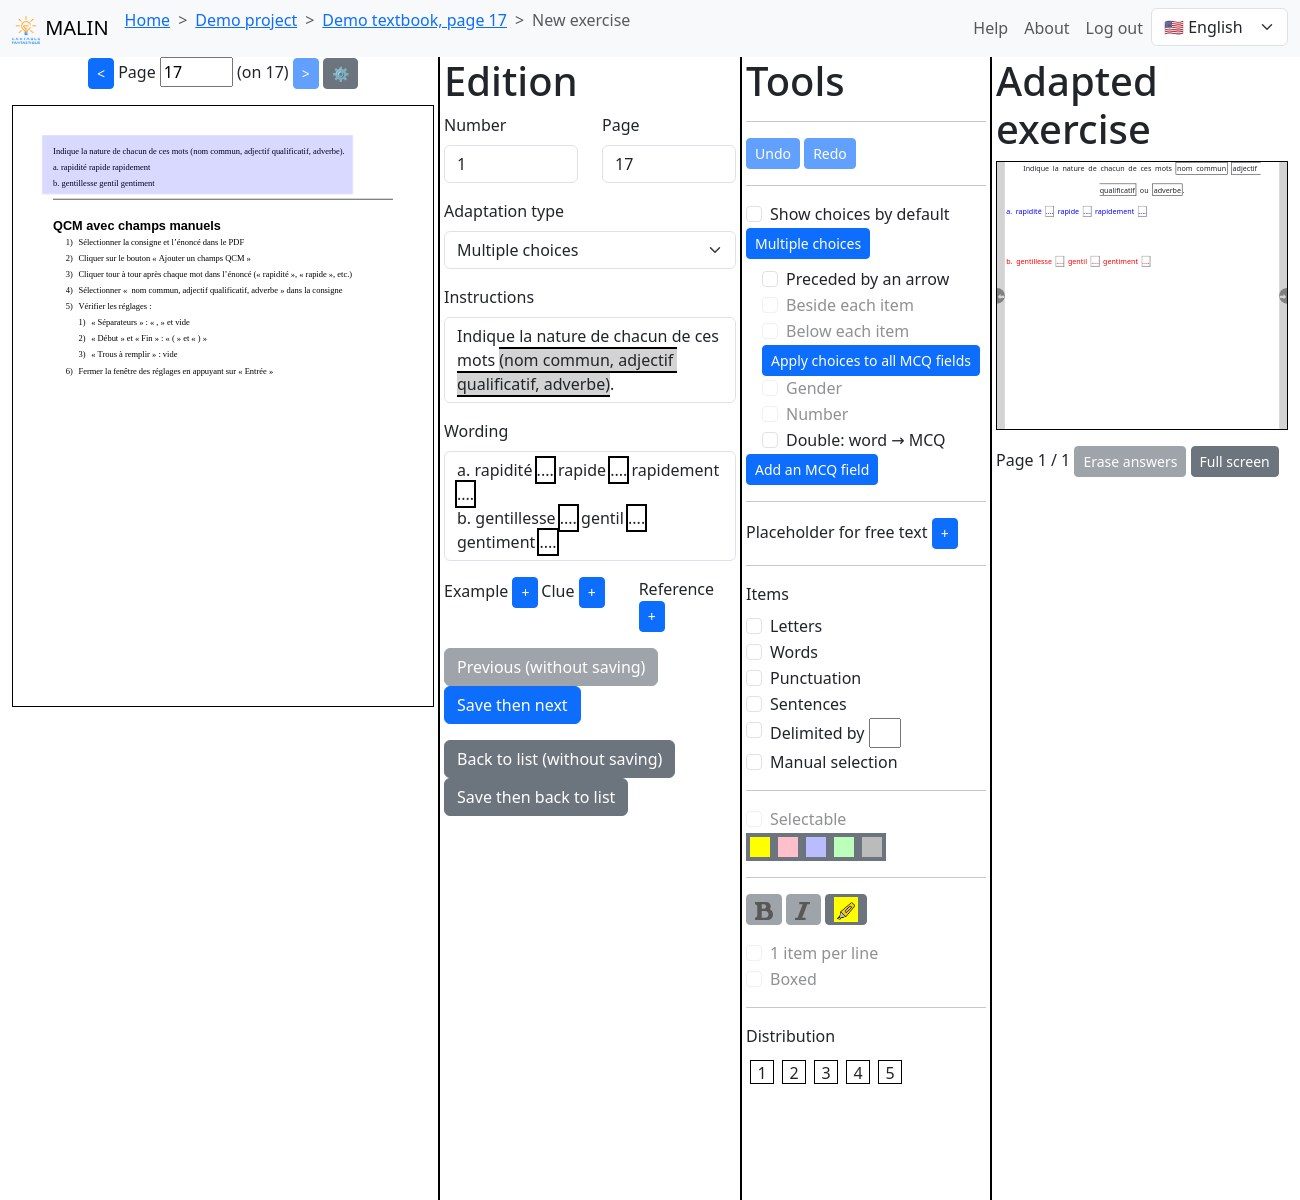 MALIN
Home > Demo project > Demo textbook, page 17 > New exercise
Help About Log out 🇺🇸 English
< Page 17 (on 17) > ⚙️
Indique la nature de chacun de ces mots (nom commun, adjectif qualificatif, adverbe).
a. rapidité rapide rapidement
b. gentillesse gentil gentiment
QCM avec champs manuels
1) Sélectionner la consigne et l’énoncé dans le PDF
2) Cliquer sur le bouton « Ajouter un champs QCM »
3) Cliquer tour à tour après chaque mot dans l’énoncé (« rapidité », « rapide », etc.)
4) Sélectionner « nom commun, adjectif qualificatif, adverbe » dans la consigne
5) Vérifier les réglages :
1) « Séparateurs » : « , » et vide
2) « Début » et « Fin » : « ( » et « ) »
3) « Trous à remplir » : vide
6) Fermer la fenêtre des réglages en appuyant sur « Entrée »
Edition
Number Page
1 17
Adaptation type
Multiple choices
Instructions
Indique la nature de chacun de ces
mots (nom commun, adjectif
qualificatif, adverbe).
Wording
a. rapidité .... rapide .... rapidement
....
b. gentillesse .... gentil ....
gentiment ....
Example + Clue + Reference
+
Previous (without saving)
Save then next
Back to list (without saving)
Save then back to list
Tools
Undo Redo
Show choices by default
Multiple choices
Preceded by an arrow
Beside each item
Below each item
Apply choices to all MCQ fields
Gender
Number
Double: word → MCQ
Add an MCQ field
Placeholder for free text +
Items
Letters
Words
Punctuation
Sentences
Delimited by
Manual selection
Selectable
B I
1 item per line
Boxed
Distribution
1 2 3 4 5
Adapted
exercise
Indique la nature de chacun de ces mots nom commun adjectif
qualificatif ou adverbe.
a. rapidité .... rapide .... rapidement ....
b. gentillesse .... gentil .... gentiment ....
Page 1 / 1 Erase answers Full screen